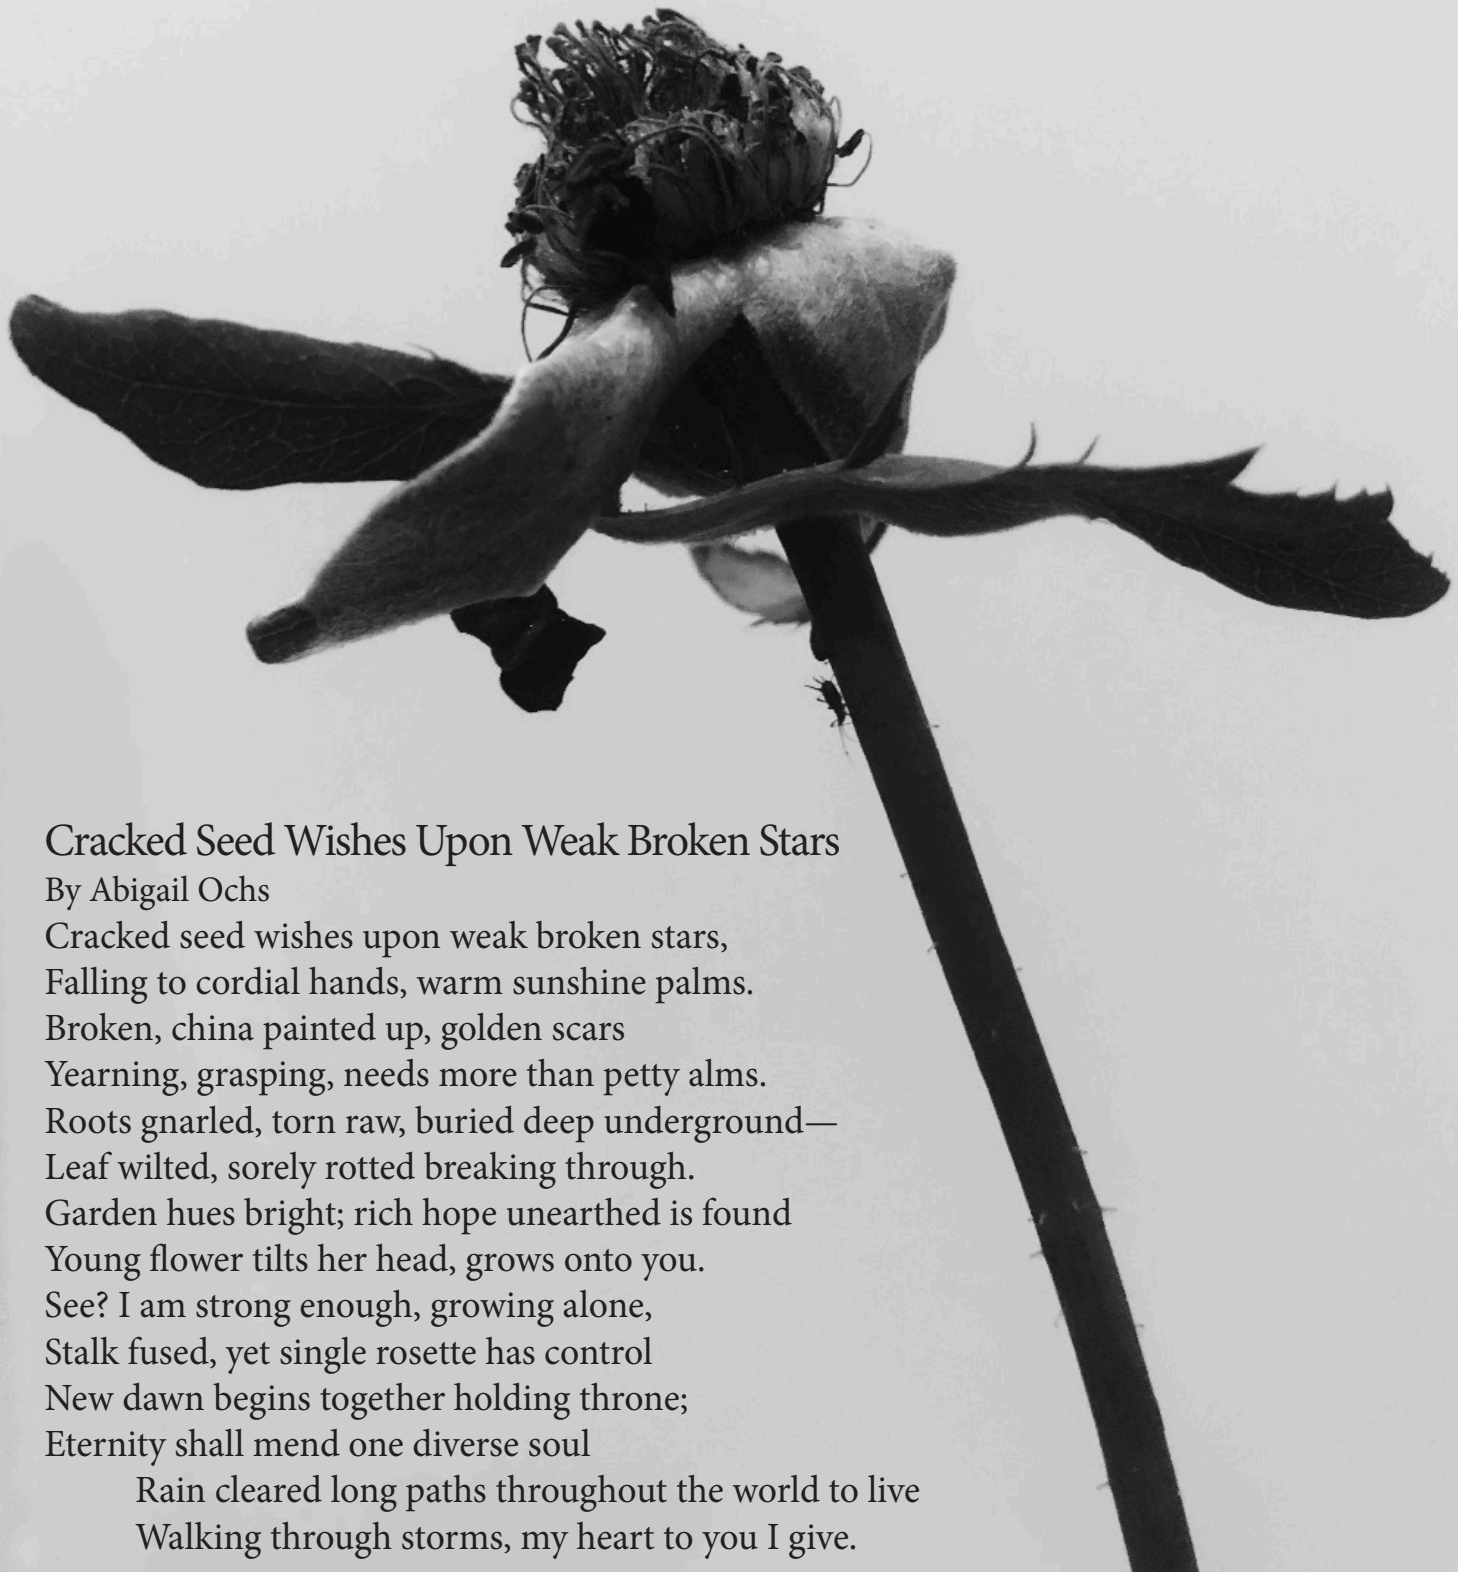 Cracked Seed Wishes Upon Weak Broken Stars
By Abigail Ochs
Cracked seed wishes upon weak broken stars,
Falling to cordial hands, warm sunshine palms.
Broken, china painted up, golden scars
Yearning, grasping, needs more than petty alms.
Roots gnarled, torn raw, buried deep underground—
Leaf wilted, sorely rotted breaking through.
Garden hues bright; rich hope unearthed is found
Young flower tilts her head, grows onto you.
See? I am strong enough, growing alone,
Stalk fused, yet single rosette has control
New dawn begins together holding throne;
Eternity shall mend one diverse soul
Rain cleared long paths throughout the world to live
Walking through storms, my heart to you I give.